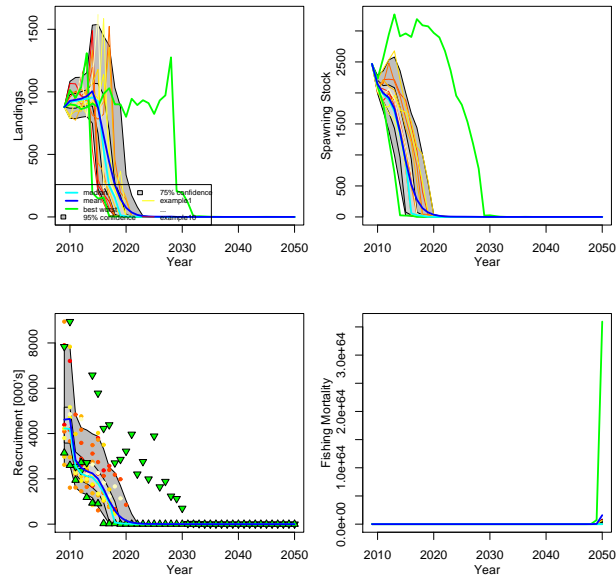 Landings
0 500 1000 1500
median
mean
best worst
95% confidence
75% confidence
example1
...
example10
2010 2020 2030 2040 2050
Year
Spawning Stock
0 500 1500 2500
2010 2020 2030 2040 2050
Year
Recruitment [000's]
0 2000 4000 6000 8000
2010 2020 2030 2040 2050
Year
Fishing Mortality
0.0e+00 1.0e+64 2.0e+64 3.0e+64
2010 2020 2030 2040 2050
Year